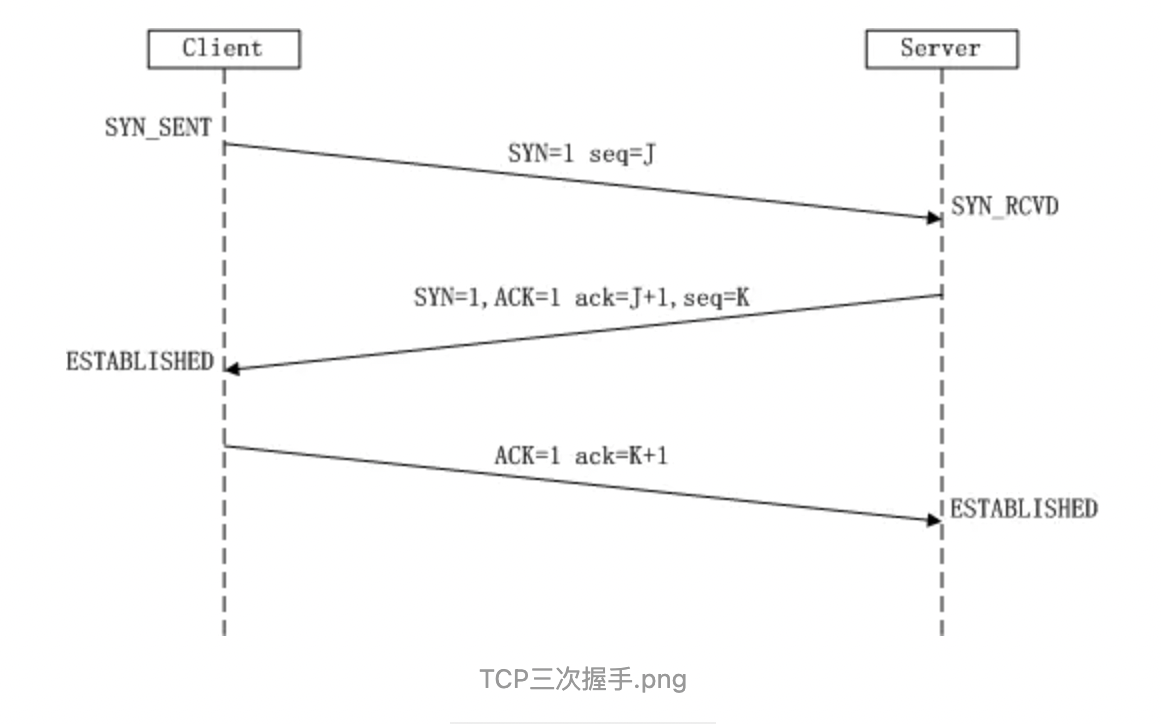 Client
Server
SYN_SENT
SYN=1 seq=J
SYN_RCVD
SYN=1,ACK=1 ack=J+1,seq=K
ESTABLISHED
ACK=1 ack=K+1
ESTABLISHED
TCP三次握手.png